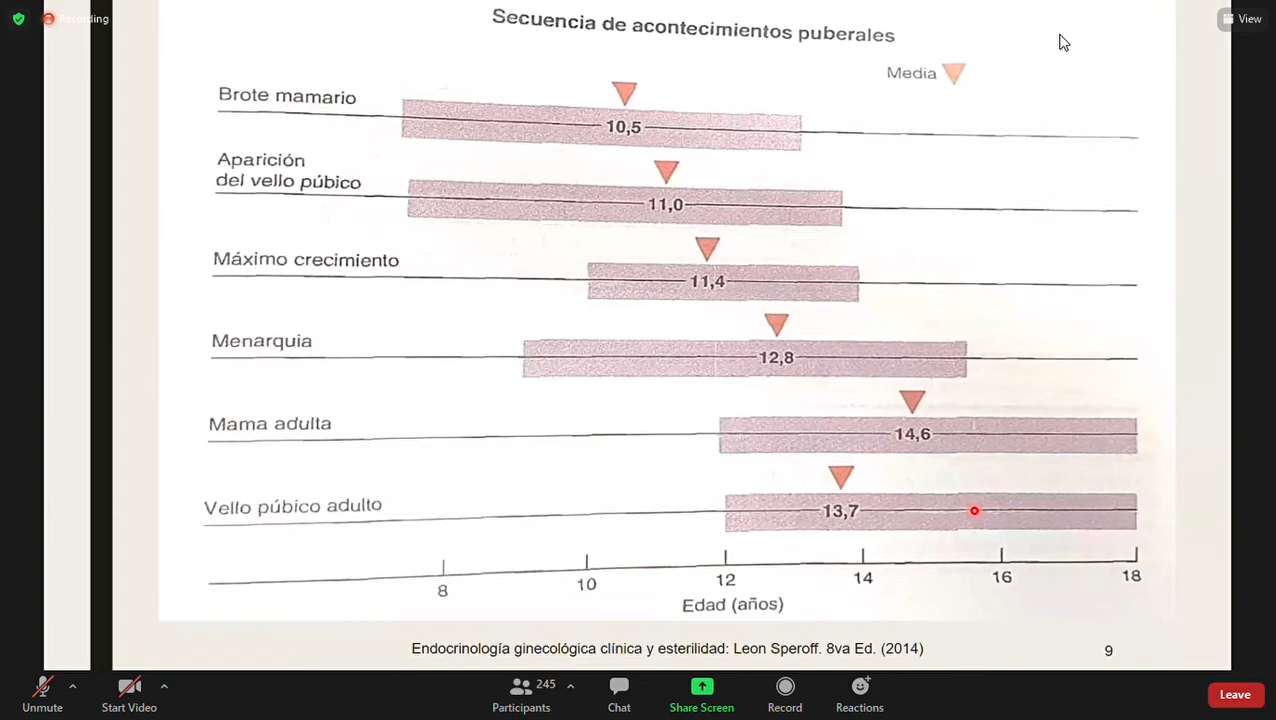 Recording
View
Secuencia de acontecimientos puberales
Media
Brote mamario
10,5
Aparición
del vello púbico
11,0
Máximo crecimiento
11,4
Menarquia
12,8
Mama adulta
14,6
Vello púbico adulto
13,7
8 10 12 14 16 18
Edad (años)
Endocrinología ginecológica clínica y esterilidad: Leon Speroff. 8va Ed. (2014)
9
Unmute
Start Video
245
Participants
Chat
Share Screen
Record
Reactions
Leave